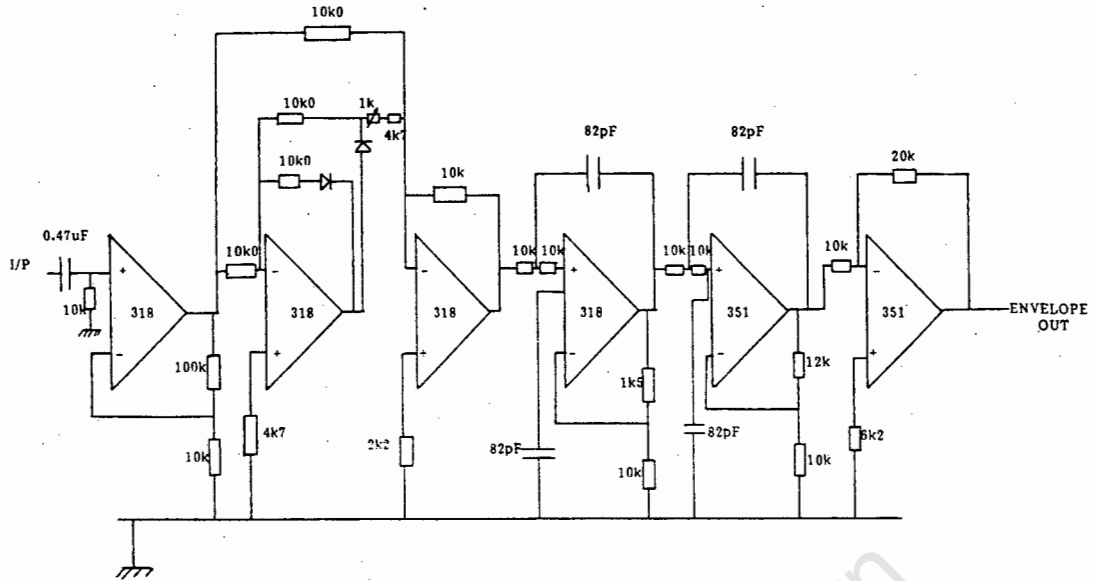 10k0
10k0
1k
4k7
10k0
10k
82pF
82pF
20k
0.47uF
I/P
10k
+
318
−
100k
10k
10k0
−
318
+
4k7
−
318
+
2k2
10k
10k
+
318
−
82pF
1k5
10k
10k
10k
+
351
−
82pF
12k
10k
10k
−
351
+
6k2
ENVELOPE
OUT